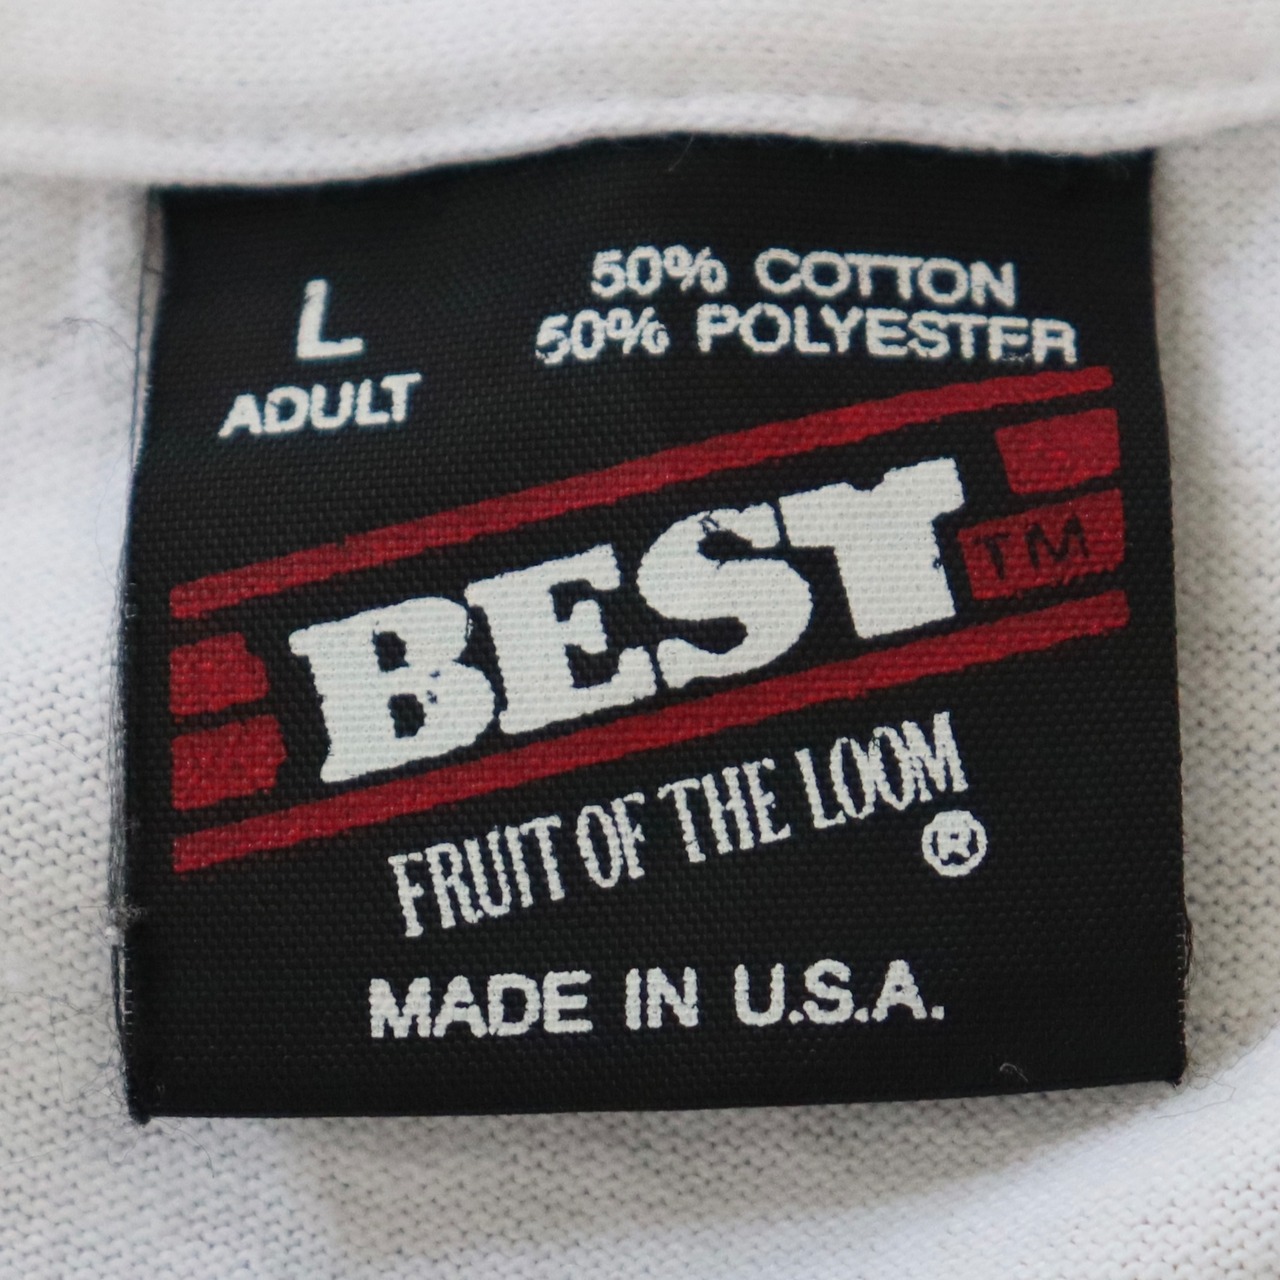 L
ADULT
50% COTTON
50% POLYESTER
BEST
TM
FRUIT OF THE LOOM
®
MADE IN U.S.A.